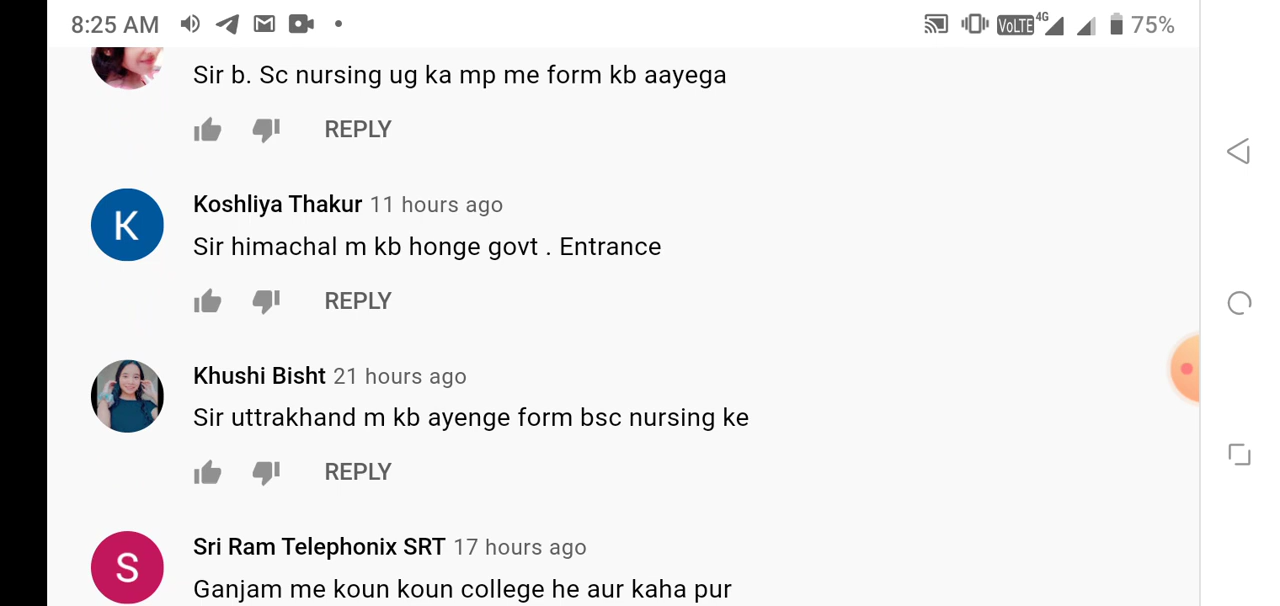 8:25 AM VoLTE 4G 75%
Sir b. Sc nursing ug ka mp me form kb aayega
REPLY
K
Koshliya Thakur 11 hours ago
Sir himachal m kb honge govt . Entrance
REPLY
Khushi Bisht 21 hours ago
Sir uttrakhand m kb ayenge form bsc nursing ke
REPLY
S
Sri Ram Telephonix SRT 17 hours ago
Ganjam me koun koun college he aur kaha pur